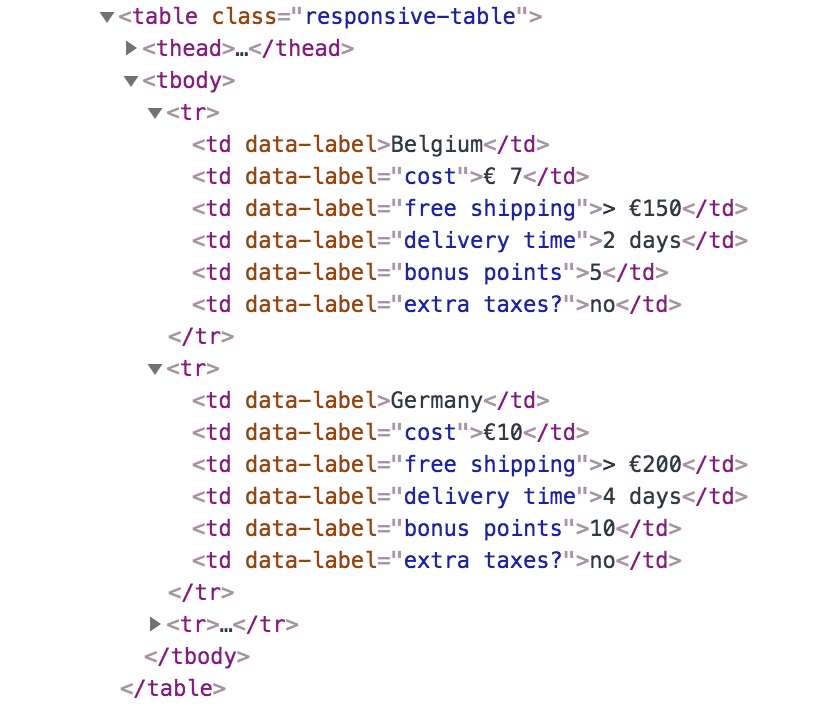 <table class="responsive-table">
<thead>…</thead>
<tbody>
<tr>
<td data-label>Belgium</td>
<td data-label="cost">€ 7</td>
<td data-label="free shipping">> €150</td>
<td data-label="delivery time">2 days</td>
<td data-label="bonus points">5</td>
<td data-label="extra taxes?">no</td>
</tr>
<tr>
<td data-label>Germany</td>
<td data-label="cost">€10</td>
<td data-label="free shipping">> €200</td>
<td data-label="delivery time">4 days</td>
<td data-label="bonus points">10</td>
<td data-label="extra taxes?">no</td>
</tr>
<tr>…</tr>
</tbody>
</table>